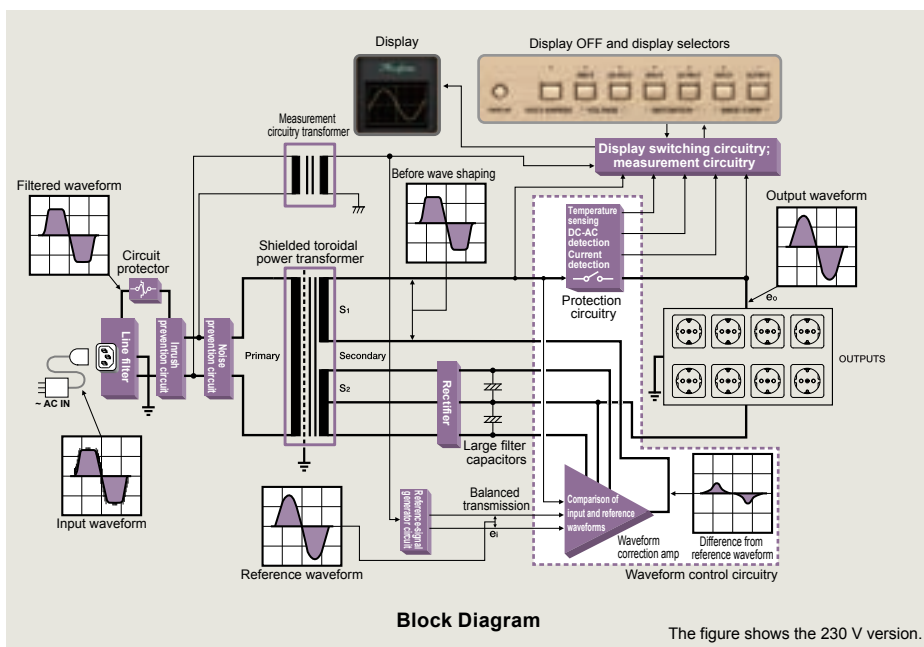 Display
Display OFF and display selectors
Measurement
circuitry transformer
Display switching circuitry;
measurement circuitry
Filtered waveform
Before wave shaping
Output waveform
Temperature
sensing
DC-AC
detection
Current
detection
Circuit
protector
Shielded toroidal
power transformer
Protection
circuitry
eo
S1
Line filter
Inrush
prevention circuit
Noise
prevention circuit
Primary
Secondary
OUTPUTS
S2
Rectifier
~ AC IN
Large filter
capacitors
Input waveform
Reference-signal
generator circuit
Balanced
transmission
ei
Comparison of
input and reference
waveforms
Waveform
correction amp
Difference from
reference waveform
Reference waveform
Waveform control circuitry
Block Diagram
The figure shows the 230 V version.